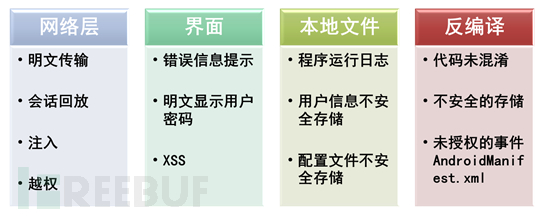 网络层
• 明文传输
• 会话回放
• 注入
• 越权
界面
• 错误信息提示
• 明文显示用户
密码
• XSS
本地文件
• 程序运行日志
• 用户信息不安
全存储
• 配置文件不安
全存储
反编译
• 代码未混淆
• 不安全的存储
• 未授权的事件
AndroidManif
est.xml
REEBUF